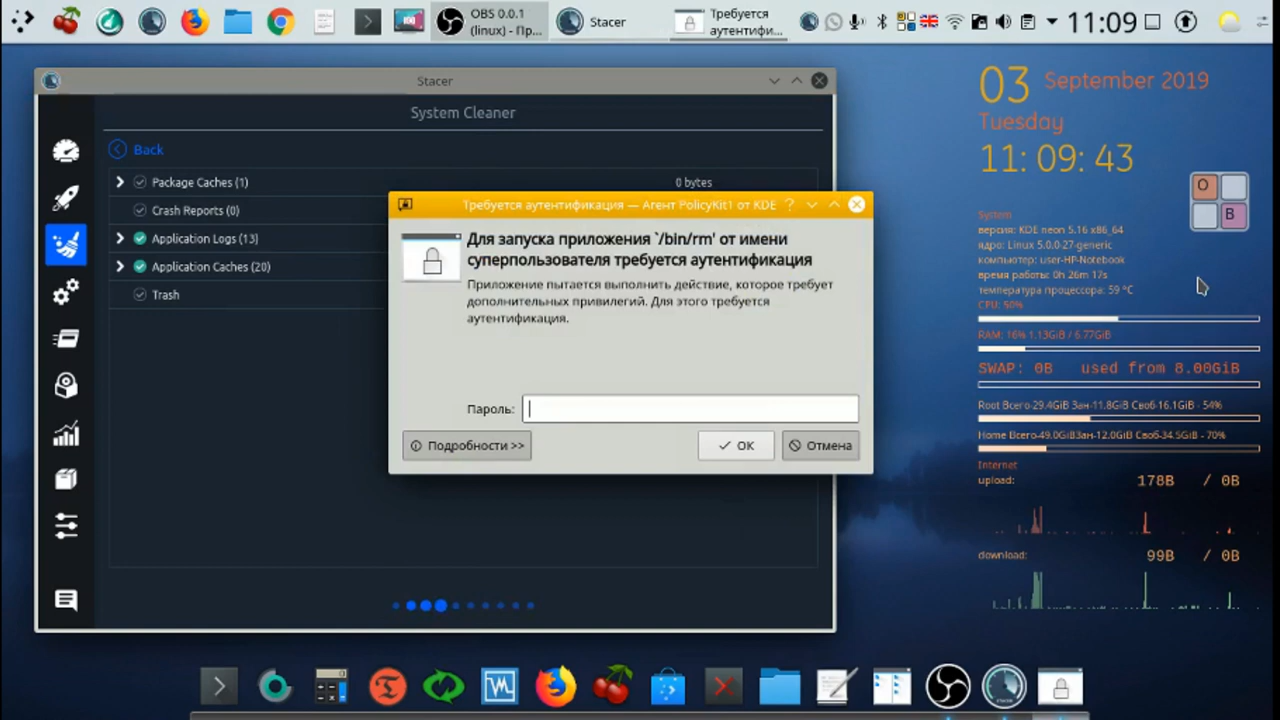 OBS 0.0.1
(linux) - Пр...
Stacer
Требуется
аутентифи...
11:09
Stacer
System Cleaner
Back
Package Caches (1)
0 bytes
Crash Reports (0)
Application Logs (13)
Application Caches (20)
Trash
Требуется аутентификация — Агент PolicyKit1 от KDE
Для запуска приложения `/bin/rm' от имени
суперпользователя требуется аутентификация
Приложение пытается выполнить действие, которое требует
дополнительных привилегий. Для этого требуется
аутентификация.
Пароль:
Подробности >>
OK
Отмена
03 September 2019
Tuesday
11: 09: 43
O
B
System
версия: KDE neon 5.16 x86_64
ядро: Linux 5.0.0-27-generic
компьютер: user-HP-Notebook
время работы: 0h 26m 17s
температура процессора: 59 °C
CPU: 50%
RAM: 16% 1.13GiB / 6.77GiB
SWAP: 0B used from 8.00GiB
Root Всего-29.4GiB Зан-11.8GiB Своб-16.1GiB - 54%
Home Всего-49.0GiBЗан-12.0GiB Своб-34.5GiB - 70%
Internet
upload: 178B / 0B
download: 99B / 0B